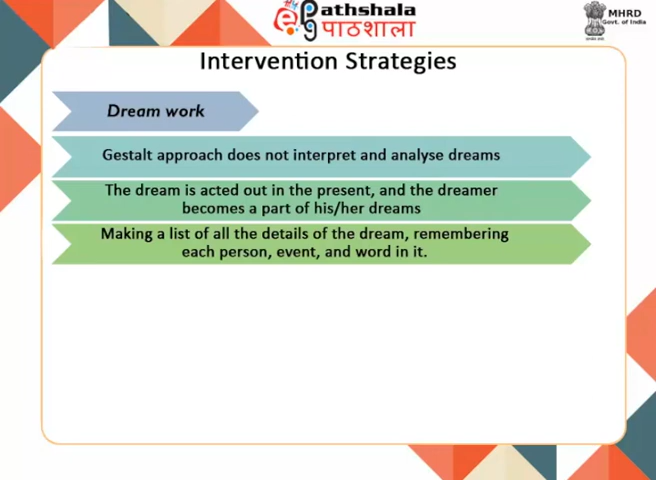 ePathshala
पाठशाला
MHRD
Govt. of India
Intervention Strategies
Dream work
Gestalt approach does not interpret and analyse dreams
The dream is acted out in the present, and the dreamer
becomes a part of his/her dreams
Making a list of all the details of the dream, remembering
each person, event, and word in it.